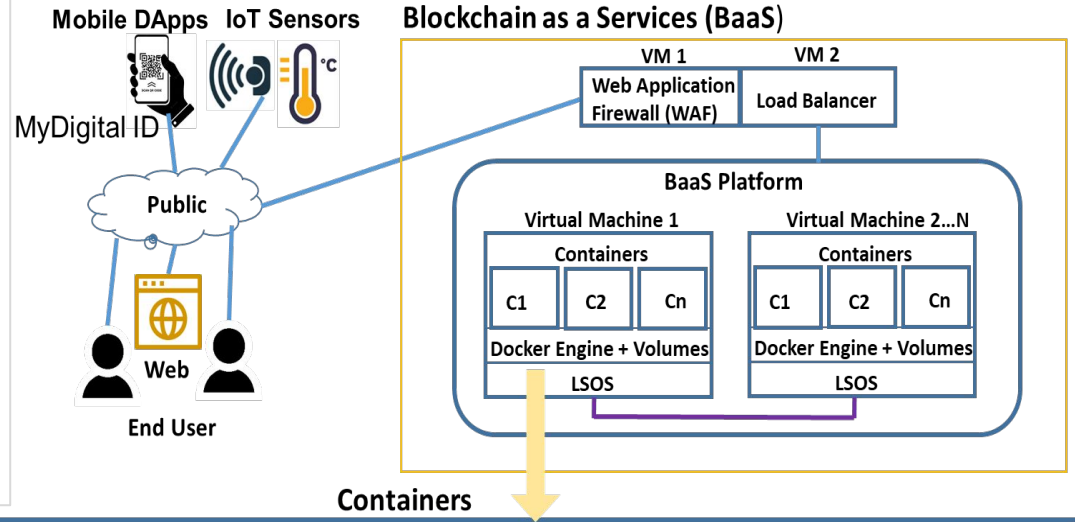 Mobile DApps
IoT Sensors
°C
MyDigital ID
Public
Web
End User
Blockchain as a Services (BaaS)
VM 1
VM 2
Web Application
Firewall (WAF)
Load Balancer
BaaS Platform
Virtual Machine 1
Containers
C1
C2
Cn
Docker Engine + Volumes
LSOS
Virtual Machine 2...N
Containers
C1
C2
Cn
Docker Engine + Volumes
LSOS
Containers